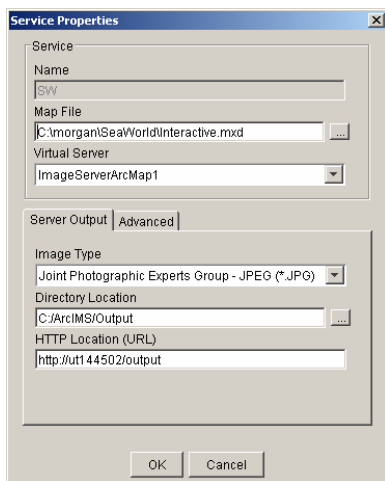 Service Properties
Service
Name
SW
Map File
C:\morgan\SeaWorld\Interactive.mxd
...
Virtual Server
ImageServerArcMap1
Server Output
Advanced
Image Type
Joint Photographic Experts Group - JPEG (*.JPG)
Directory Location
C:/ArcIMS/Output
...
HTTP Location (URL)
http://ut144502/output
OK
Cancel